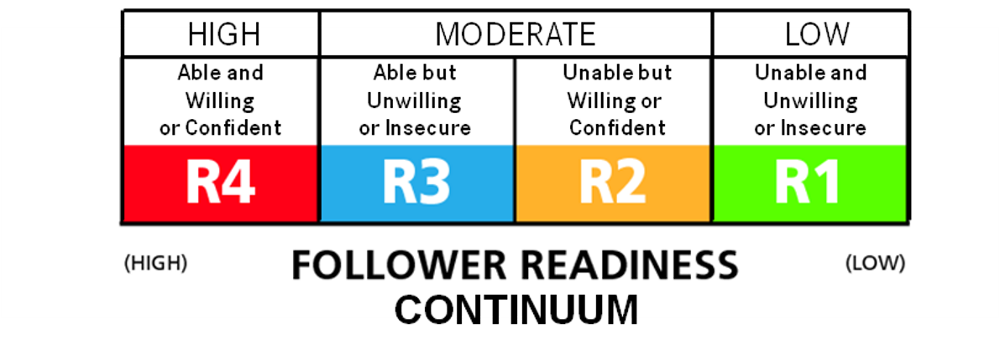 HIGH
MODERATE
LOW
Able and
Willing
or Confident
Able but
Unwilling
or Insecure
Unable but
Willing or
Confident
Unable and
Unwilling
or Insecure
R4
R3
R2
R1
(HIGH)
FOLLOWER READINESS
CONTINUUM
(LOW)